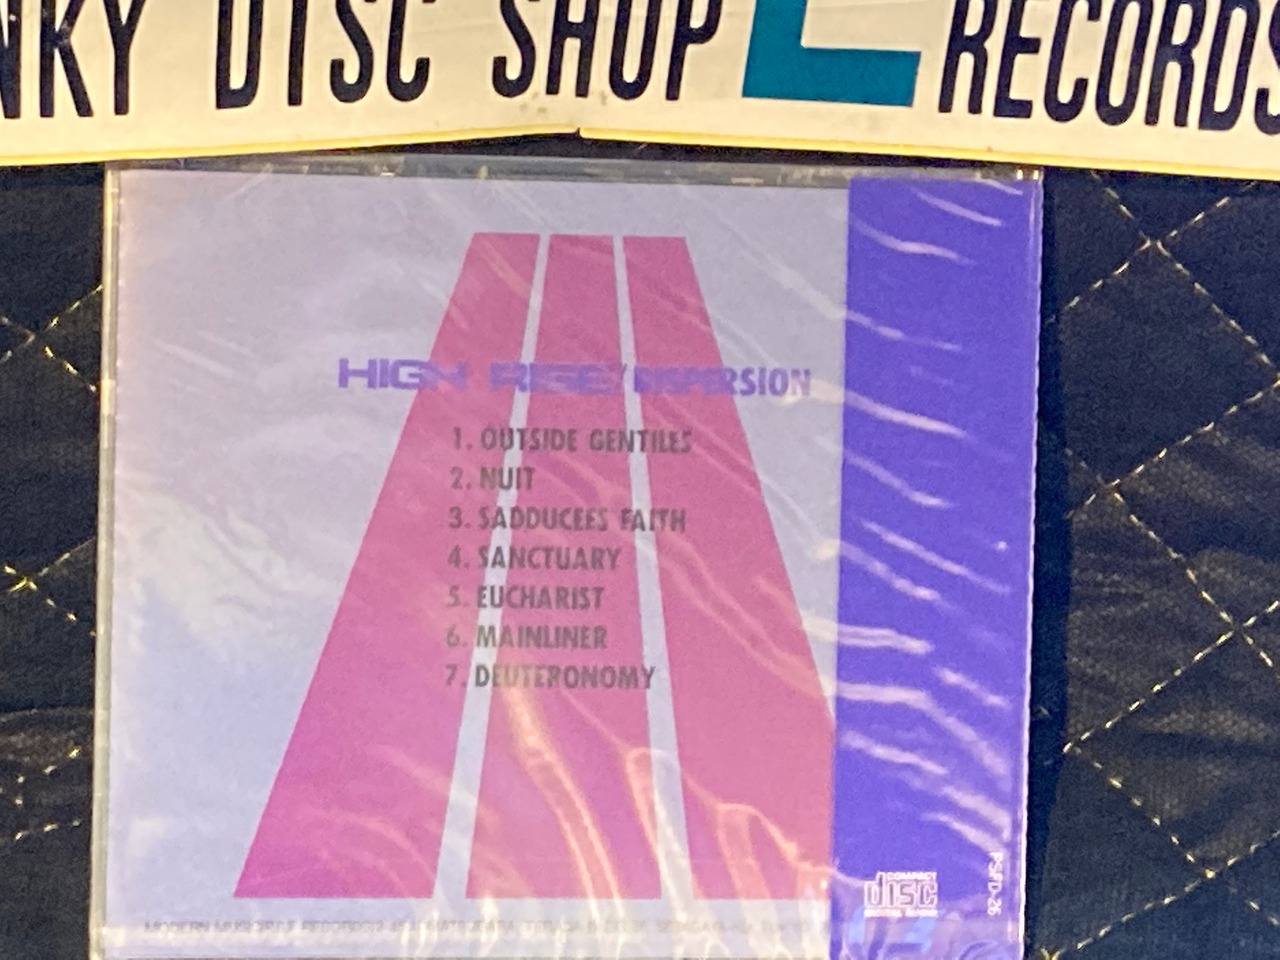 NKY DISC SHOP
RECORDS
HIGH RISE / DISPERSION
1. OUTSIDE GENTILES
2. NUIT
3. SADDUCEES FAITH
4. SANCTUARY
5. EUCHARIST
6. MAINLINER
7. DEUTERONOMY
PSFD-26
COMPACT
disc
DIGITAL AUDIO